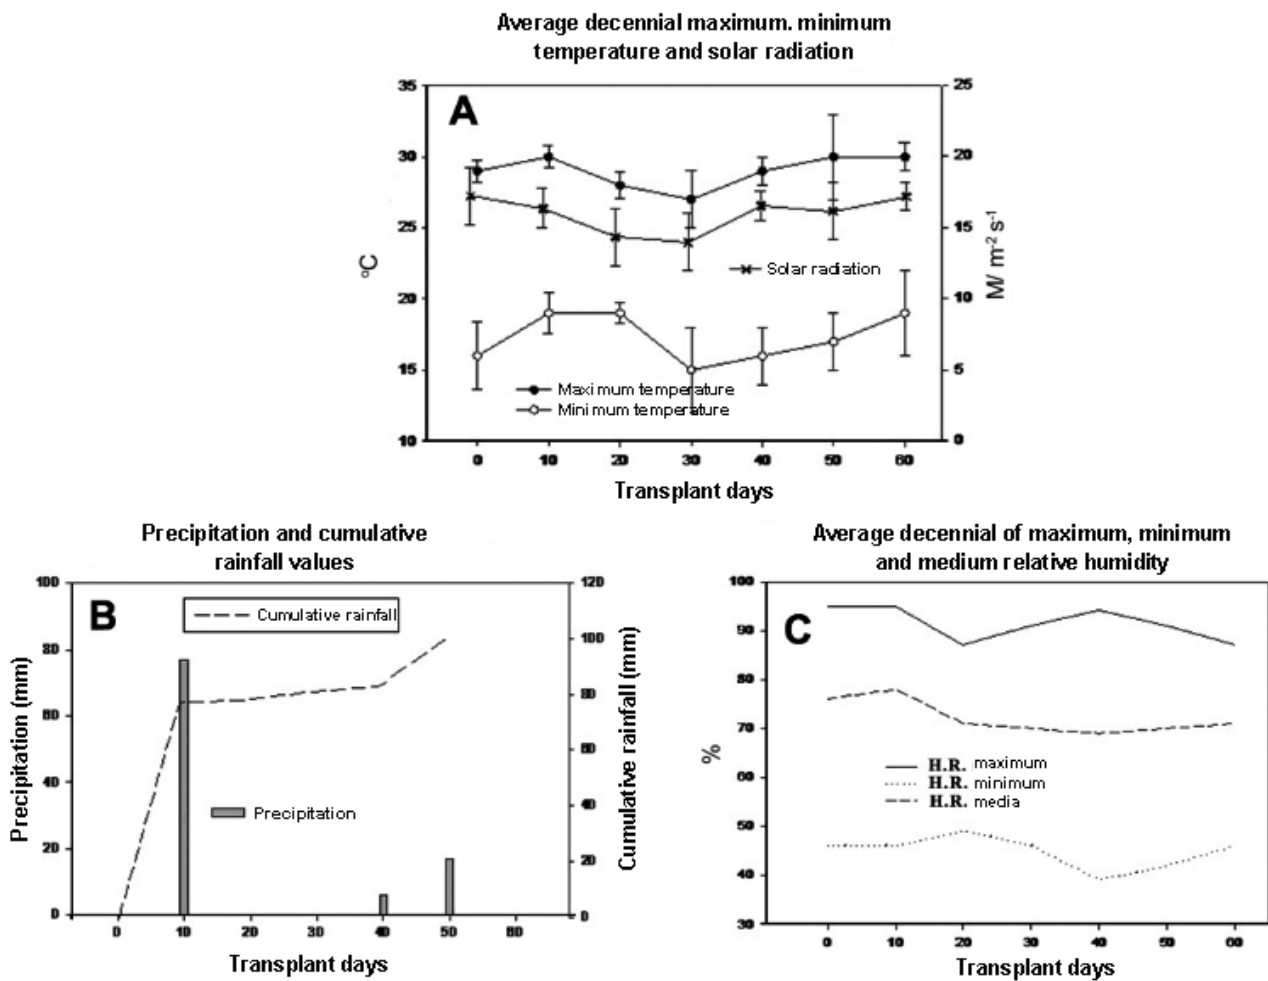 Average decennial maximum. minimum
temperature and solar radiation
A
35
30
25
20
15
10
°C
25
20
15
10
5
0
M/ m⁻² s⁻¹
Solar radiation
Maximum temperature
Minimum temperature
0 10 20 30 40 50 60
Transplant days
Precipitation and cumulative
rainfall values
B
100
80
60
40
20
0
Precipitation (mm)
120
100
80
60
40
20
0
Cumulative rainfall (mm)
Cumulative rainfall
Precipitation
0 10 20 30 40 50 60
Transplant days
Average decennial of maximum, minimum
and medium relative humidity
C
100
90
80
70
60
50
40
30
%
H.R. maximum
H.R. minimum
H.R. media
0 10 20 30 40 50 60
Transplant days